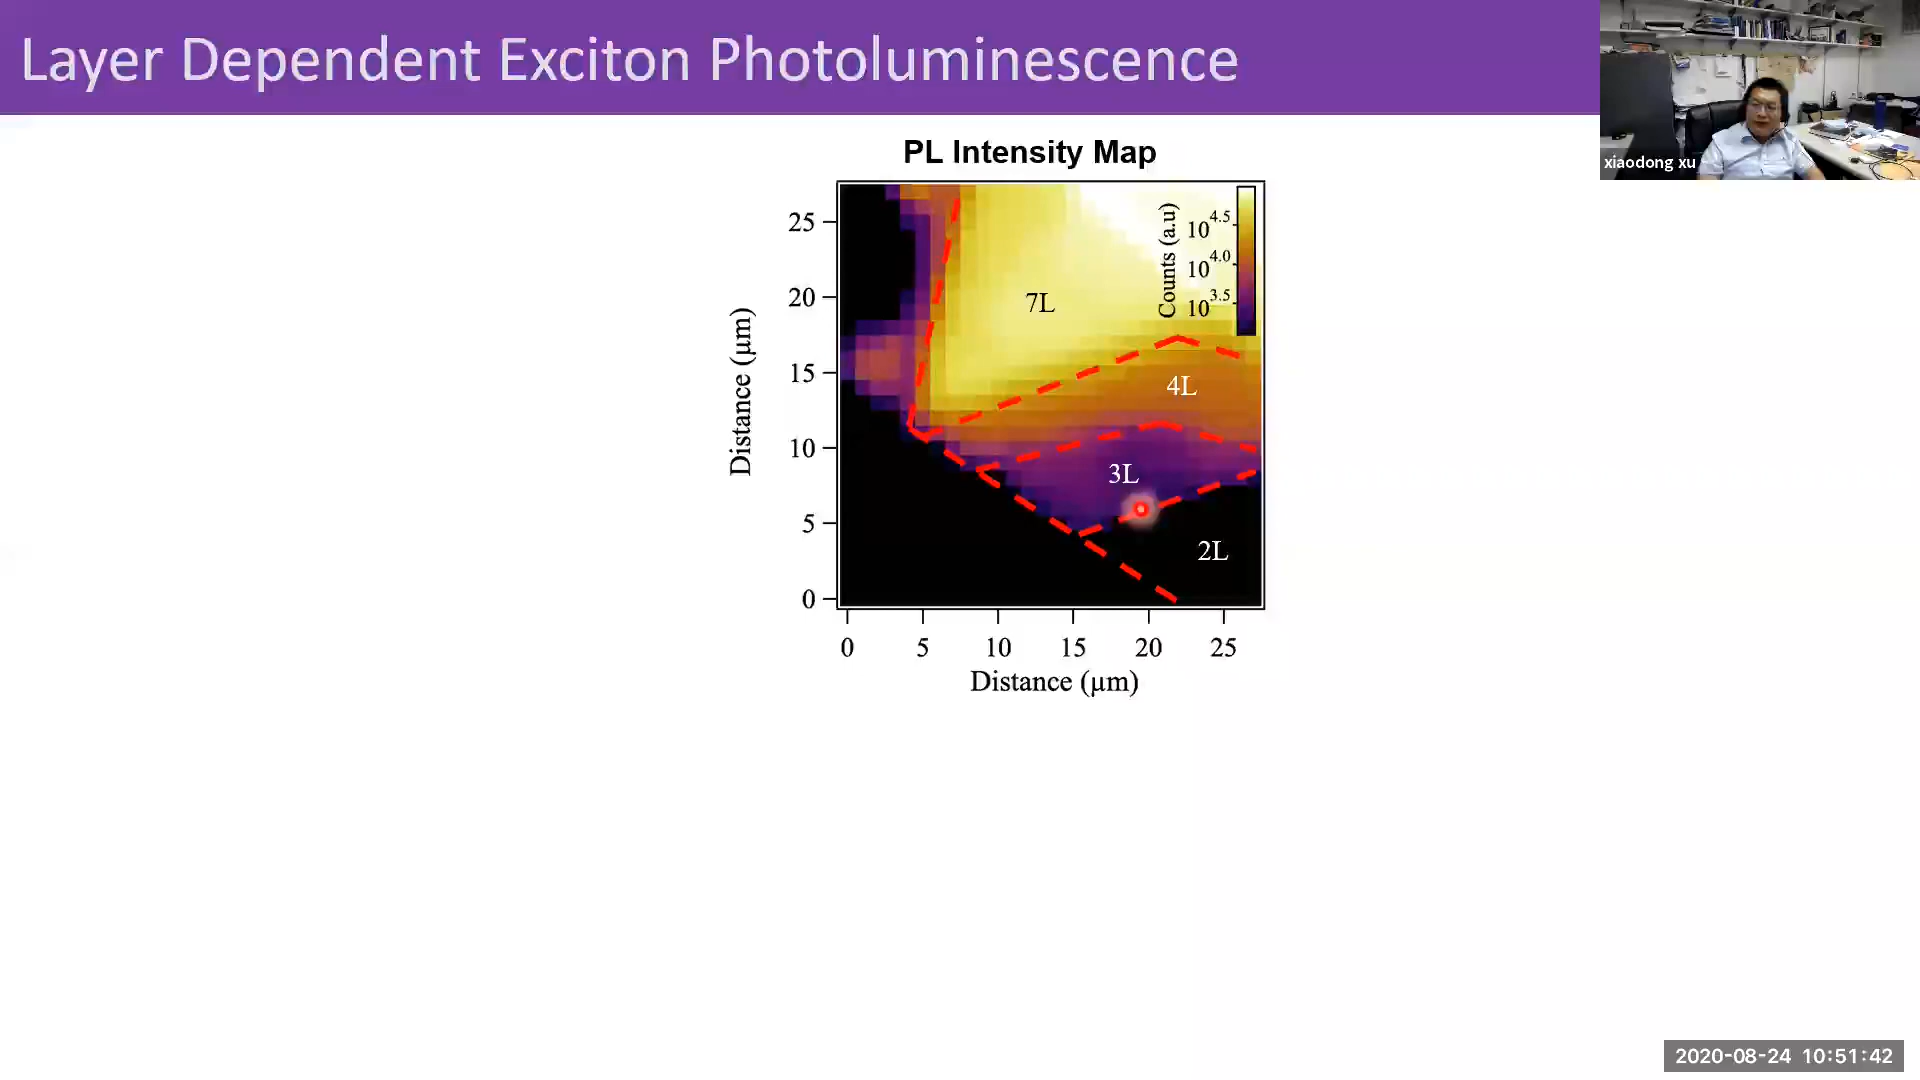 Layer Dependent Exciton Photoluminescence
xiaodong xu
PL Intensity Map
Counts (a.u)
10^4.5
10^4.0
10^3.5
7L
4L
3L
2L
Distance (μm)
25
20
15
10
5
0
0 5 10 15 20 25
Distance (μm)
2020-08-24 10:51:42